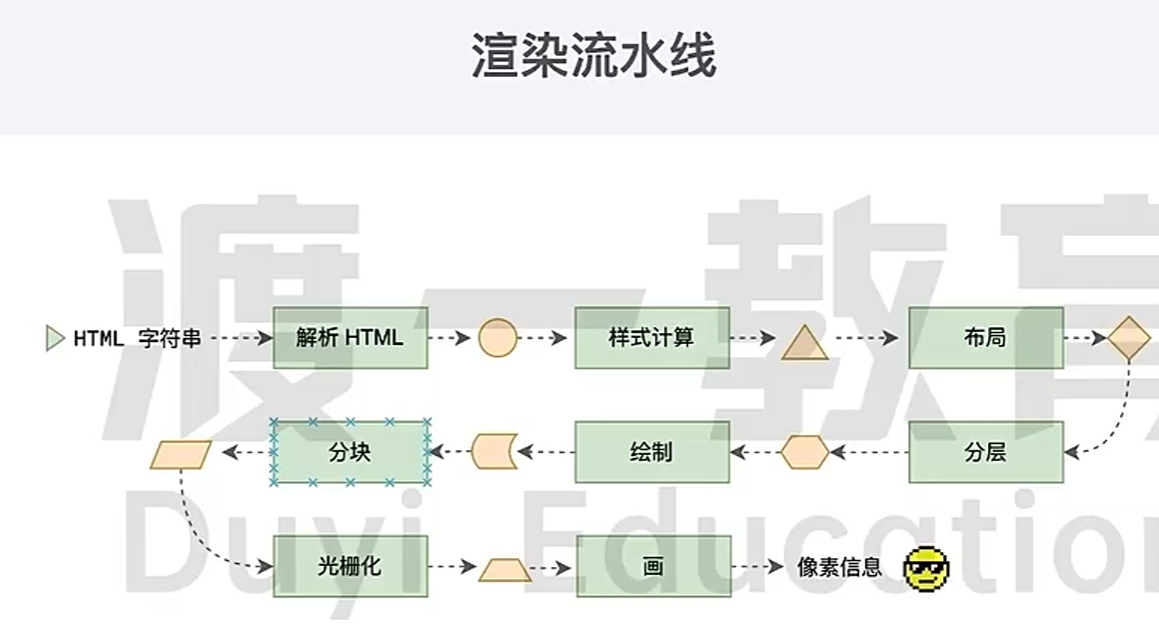 渲染流水线
渡一教育
HTML 字符串
解析 HTML
样式计算
布局
分块
绘制
分层
Duyi Education
光栅化
画
像素信息